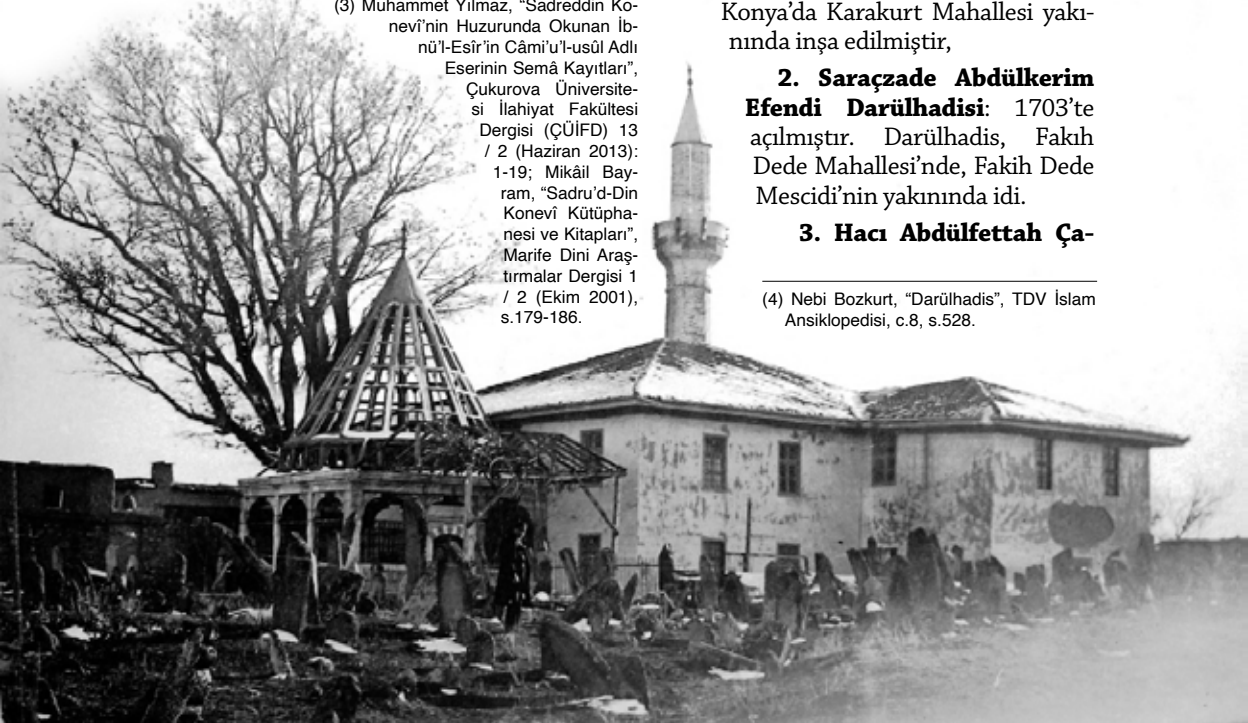 (3) Muhammet Yılmaz, “Sadreddin Ko-
nevî’nin Huzurunda Okunan İb-
nü’l-Esîr’in Câmi’u’l-usûl Adlı
Eserinin Semâ Kayıtları”,
Çukurova Üniversite-
si İlahiyat Fakültesi
Dergisi (ÇÜİFD) 13
/ 2 (Haziran 2013):
1-19; Mikâil Bay-
ram, “Sadru’d-Din
Konevî Kütüpha-
nesi ve Kitapları”,
Marife Dini Araş-
tırmalar Dergisi 1
/ 2 (Ekim 2001),
s.179-186.
Konya’da Karakurt Mahallesi yakı-
nında inşa edilmiştir,
2. Saraçzade Abdülkerim
Efendi Darülhadisi: 1703’te
açılmıştır. Darülhadis, Fakıh
Dede Mahallesi’nde, Fakih Dede
Mescidi’nin yakınında idi.
3. Hacı Abdülfettah Ça-
(4) Nebi Bozkurt, “Darülhadis”, TDV İslam
Ansiklopedisi, c.8, s.528.